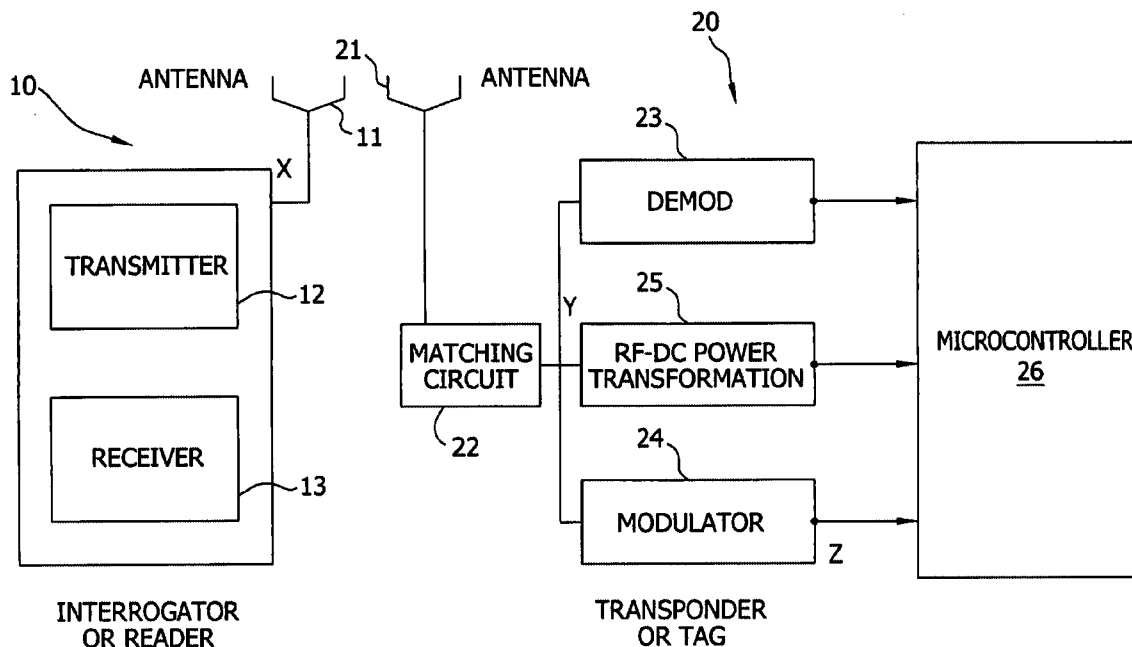 20
21
ANTENNA
ANTENNA
10
11
23
X
DEMOD
TRANSMITTER
12
25
Y
MATCHING
CIRCUIT
RF-DC POWER
TRANSFORMATION
MICROCONTROLLER
26
22
24
RECEIVER
13
MODULATOR
Z
INTERROGATOR
OR READER
TRANSPONDER
OR TAG